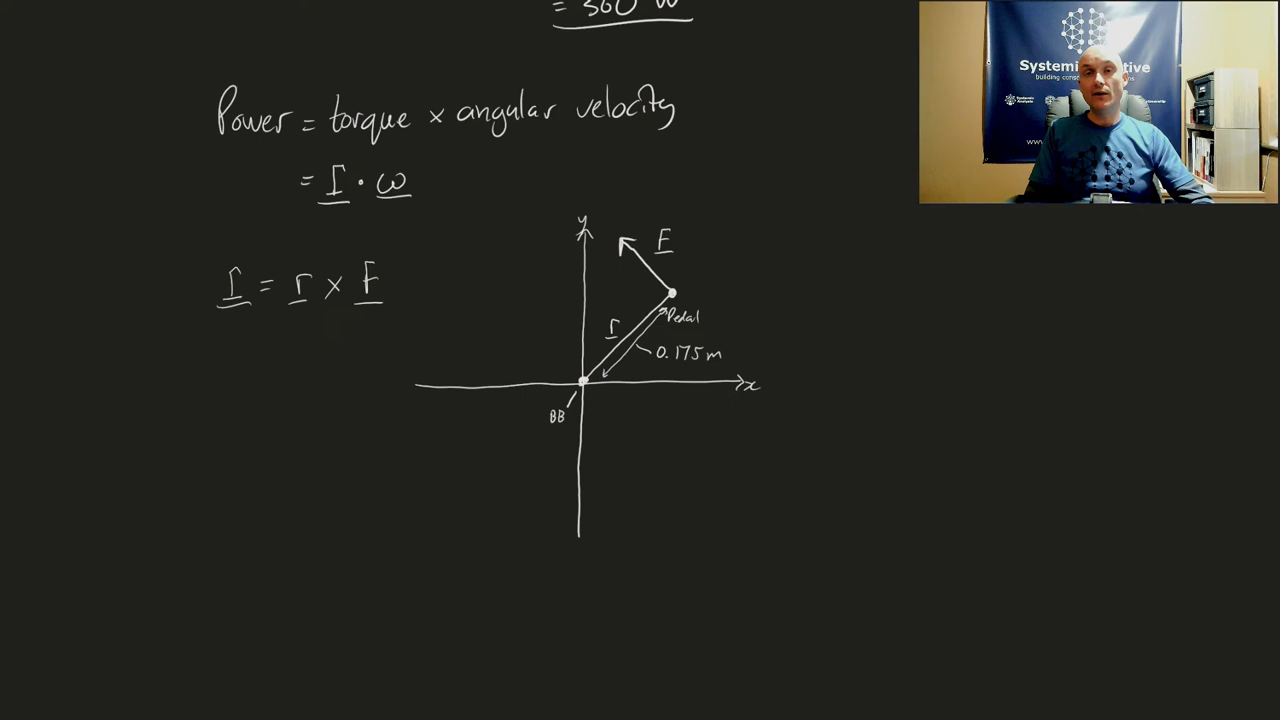 = 360 W
Power = torque × angular velocity
= Γ · ω
Γ = r × F
y
F
Pedal
r
0.175 m
x
BB